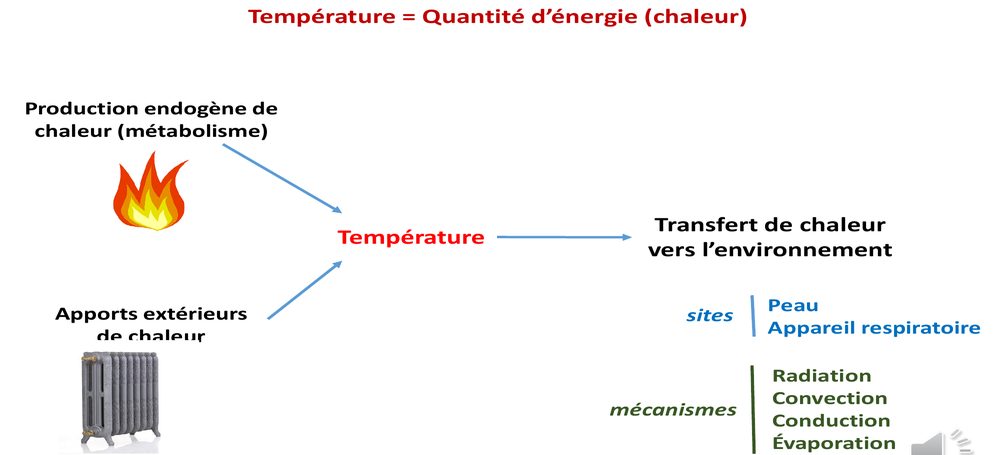 Température = Quantité d’énergie (chaleur)
Production endogène de
chaleur (métabolisme)
Température
Transfert de chaleur
vers l’environnement
Apports extérieurs
de chaleur
sites
Peau
Appareil respiratoire
mécanismes
Radiation
Convection
Conduction
Évaporation